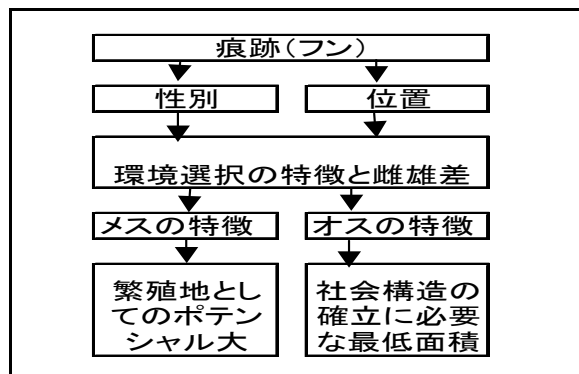 痕跡(フン)
性別
位置
環境選択の特徴と雌雄差
メスの特徴
オスの特徴
繁殖地とし
てのポテン
シャル大
社会構造の
確立に必要
な最低面積